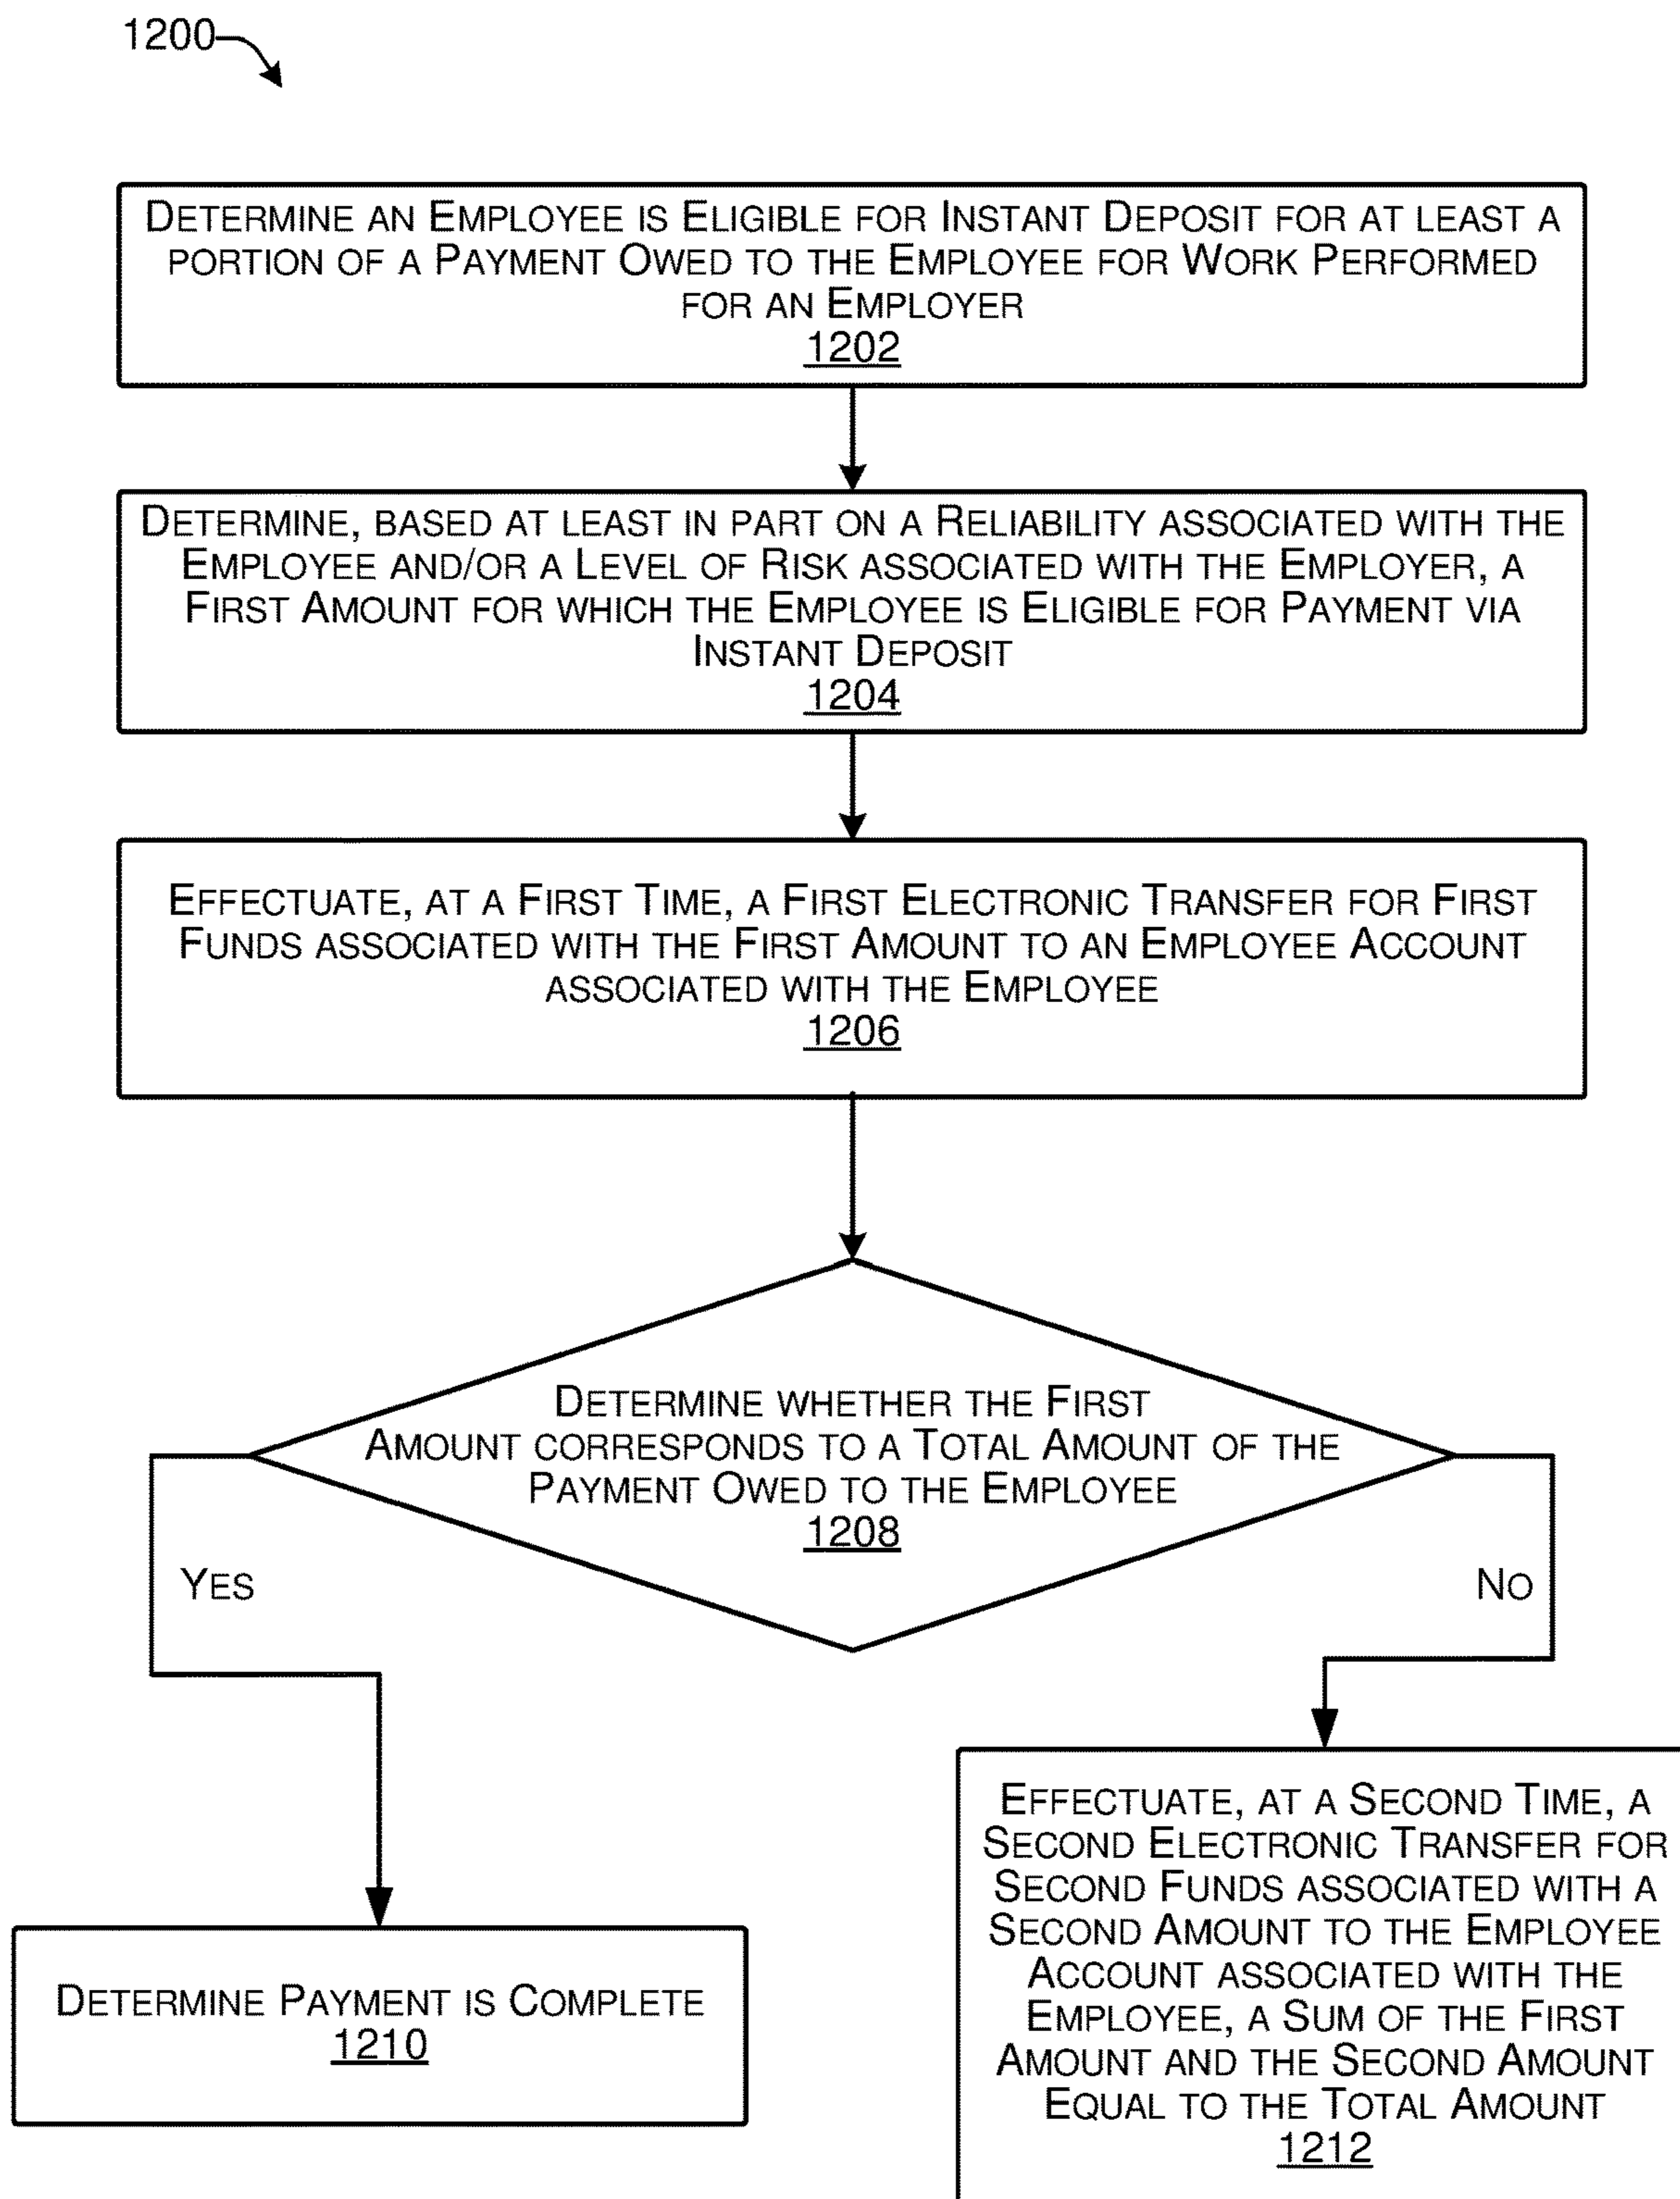 1200
DETERMINE AN EMPLOYEE IS ELIGIBLE FOR INSTANT DEPOSIT FOR AT LEAST A
PORTION OF A PAYMENT OWED TO THE EMPLOYEE FOR WORK PERFORMED
FOR AN EMPLOYER
1202
DETERMINE, BASED AT LEAST IN PART ON A RELIABILITY ASSOCIATED WITH THE
EMPLOYEE AND/OR A LEVEL OF RISK ASSOCIATED WITH THE EMPLOYER, A
FIRST AMOUNT FOR WHICH THE EMPLOYEE IS ELIGIBLE FOR PAYMENT VIA
INSTANT DEPOSIT
1204
EFFECTUATE, AT A FIRST TIME, A FIRST ELECTRONIC TRANSFER FOR FIRST
FUNDS ASSOCIATED WITH THE FIRST AMOUNT TO AN EMPLOYEE ACCOUNT
ASSOCIATED WITH THE EMPLOYEE
1206
DETERMINE WHETHER THE FIRST
AMOUNT CORRESPONDS TO A TOTAL AMOUNT OF THE
PAYMENT OWED TO THE EMPLOYEE
1208
YES
NO
DETERMINE PAYMENT IS COMPLETE
1210
EFFECTUATE, AT A SECOND TIME, A
SECOND ELECTRONIC TRANSFER FOR
SECOND FUNDS ASSOCIATED WITH A
SECOND AMOUNT TO THE EMPLOYEE
ACCOUNT ASSOCIATED WITH THE
EMPLOYEE, A SUM OF THE FIRST
AMOUNT AND THE SECOND AMOUNT
EQUAL TO THE TOTAL AMOUNT
1212